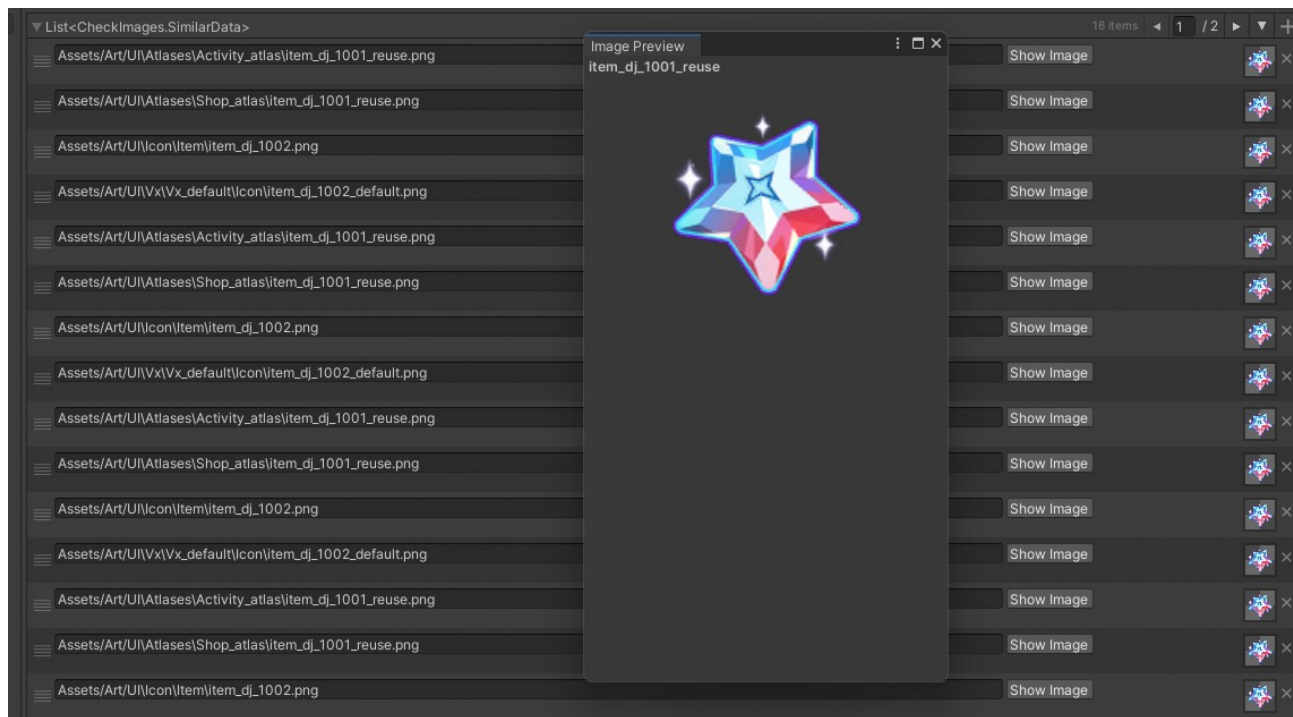 List<CheckImages.SimilarData> 16 items 1 / 2
Image Preview
item_dj_1001_reuse
Assets/Art/UI\Activity_atlas\item_dj_1001_reuse.png Show Image
Assets/Art/UI\Atlases\Shop_atlas\item_dj_1001_reuse.png Show Image
Assets/Art/UI\Icon\Item\item_dj_1002.png Show Image
Assets/Art/UI\Vx\Vx_default\Icon\item_dj_1002_default.png Show Image
Assets/Art/UI\Atlases\Activity_atlas\item_dj_1001_reuse.png Show Image
Assets/Art/UI\Atlases\Shop_atlas\item_dj_1001_reuse.png Show Image
Assets/Art/UI\Icon\Item\item_dj_1002.png Show Image
Assets/Art/UI\Vx\Vx_default\Icon\item_dj_1002_default.png Show Image
Assets/Art/UI\Atlases\Activity_atlas\item_dj_1001_reuse.png Show Image
Assets/Art/UI\Atlases\Shop_atlas\item_dj_1001_reuse.png Show Image
Assets/Art/UI\Icon\Item\item_dj_1002.png Show Image
Assets/Art/UI\Vx\Vx_default\Icon\item_dj_1002_default.png Show Image
Assets/Art/UI\Atlases\Activity_atlas\item_dj_1001_reuse.png Show Image
Assets/Art/UI\Atlases\Shop_atlas\item_dj_1001_reuse.png Show Image
Assets/Art/UI\Icon\Item\item_dj_1002.png Show Image